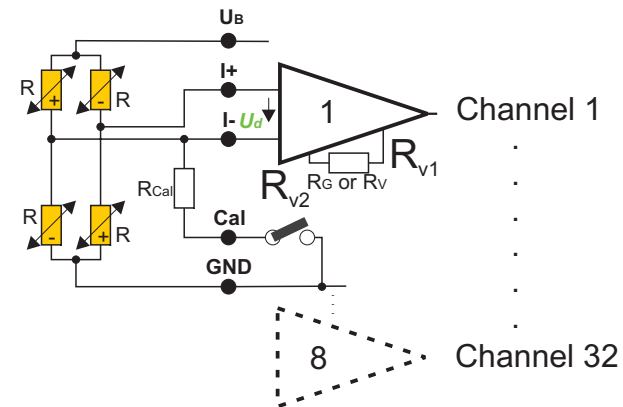 UB
I+
R + - R
1
Channel 1
I- Ud
Rv1
RG or RV
Rv2
RCal
Cal
R - + R
GND
8
Channel 32